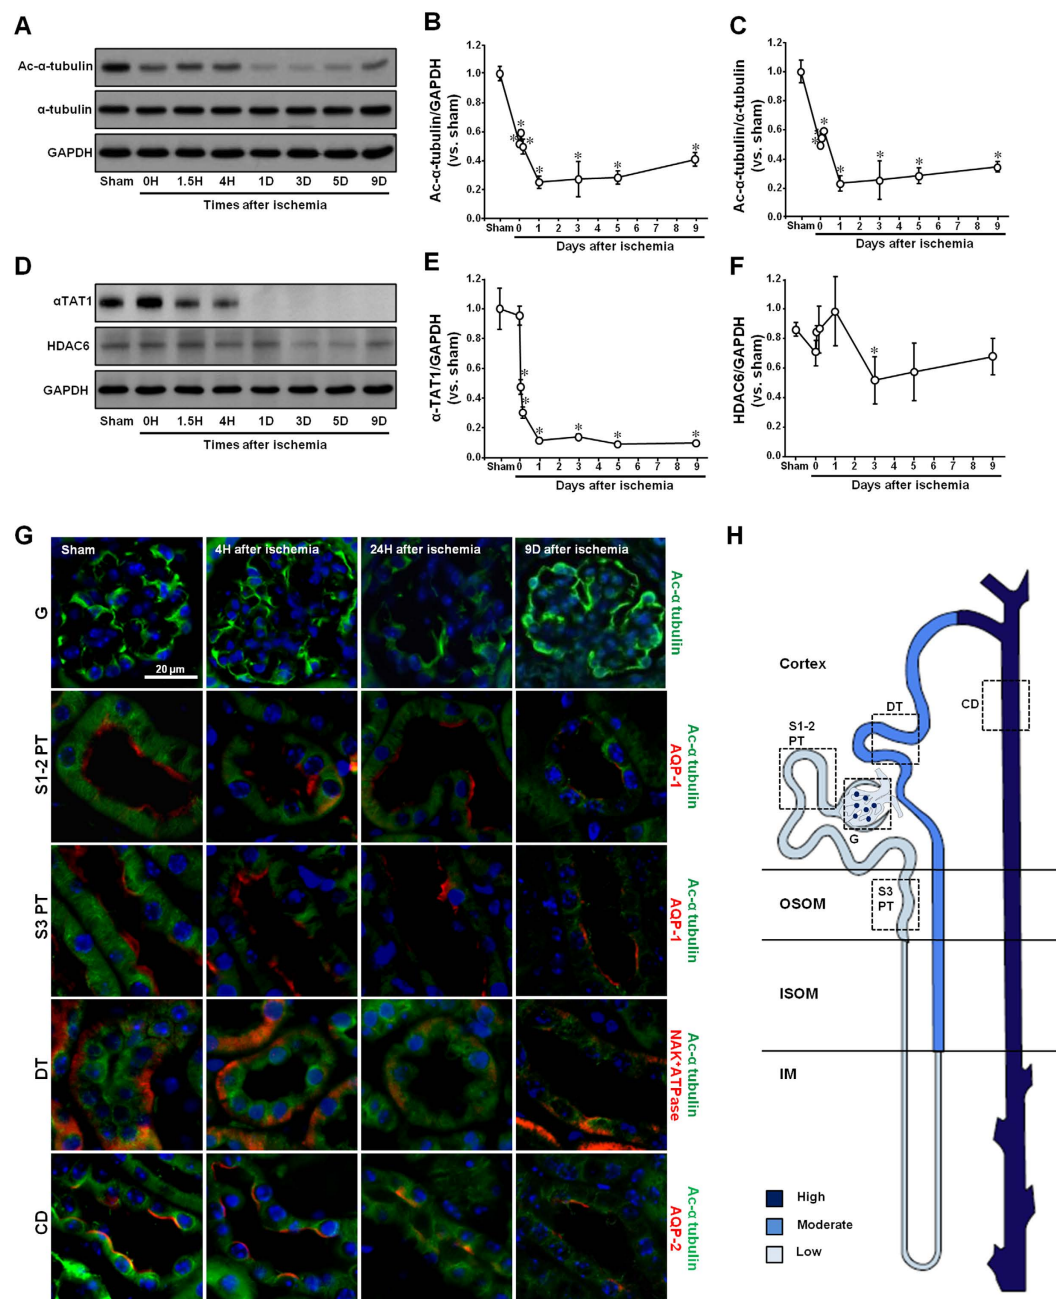 A
Ac-α-tubulin
α-tubulin
GAPDH
Sham 0H 1.5H 4H 1D 3D 5D 9D
Times after ischemia
B
Ac-α-tubulin/GAPDH
(vs. sham)
1.2
1.0
0.8
0.6
0.4
0.2
0.0
* * * * * * *
Sham 0 1 2 3 4 5 6 7 8 9
Days after ischemia
C
Ac-α-tubulin/α-tubulin
(vs. sham)
1.2
1.0
0.8
0.6
0.4
0.2
0
* * * * * * *
Sham 0 1 2 3 4 5 6 7 8 9
Days after ischemia
D
αTAT1
HDAC6
GAPDH
Sham 0H 1.5H 4H 1D 3D 5D 9D
Times after ischemia
E
α-TAT1/GAPDH
(vs. sham)
1.2
1.0
0.8
0.6
0.4
0.2
0.0
* * * * * *
Sham 0 1 2 3 4 5 6 7 8 9
Days after ischemia
F
HDAC6/GAPDH
(vs. sham)
1.2
1.0
0.8
0.6
0.4
0.2
0.0
*
Sham 0 1 2 3 4 5 6 7 8 9
Days after ischemia
G
Sham
4H after ischemia
24H after ischemia
9D after ischemia
20 μm
G
Ac-α tubulin
S1-2 PT
Ac-α tubulin
AQP-1
S3 PT
Ac-α tubulin
AQP-1
DT
Ac-α tubulin
NAK⁺ATPase
CD
Ac-α tubulin
AQP-2
H
Cortex
DT
CD
S1-2
PT
G
OSOM
S3
PT
ISOM
IM
High
Moderate
Low